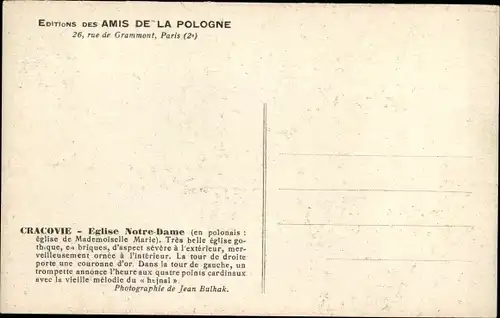 Editions des AMIS DE LA POLOGNE
26, rue de Grammont, Paris (2e)
CRACOVIE – Eglise Notre-Dame (en polonais :
église de Mademoiselle Marie). Très belle église go-
thique, en briques, d'aspect sévère à l'extérieur, mer-
veilleusement ornée à l'intérieur. La tour de droite
porte une couronne d'or. Dans la tour de gauche, un
trompette annonce l'heure aux quatre points cardinaux
avec la vieille mélodie du « hejnal »
Photographie de Jean Bulhak.